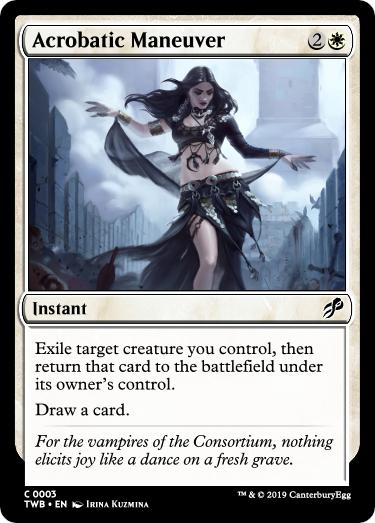 Acrobatic Maneuver 2
Instant
Exile target creature you control, then
return that card to the battlefield under
its owner's control.
Draw a card.
For the vampires of the Consortium, nothing
elicits joy like a dance on a fresh grave.
C 0003
TWB • EN Irina Kuzmina
™ & © 2019 CanterburyEgg